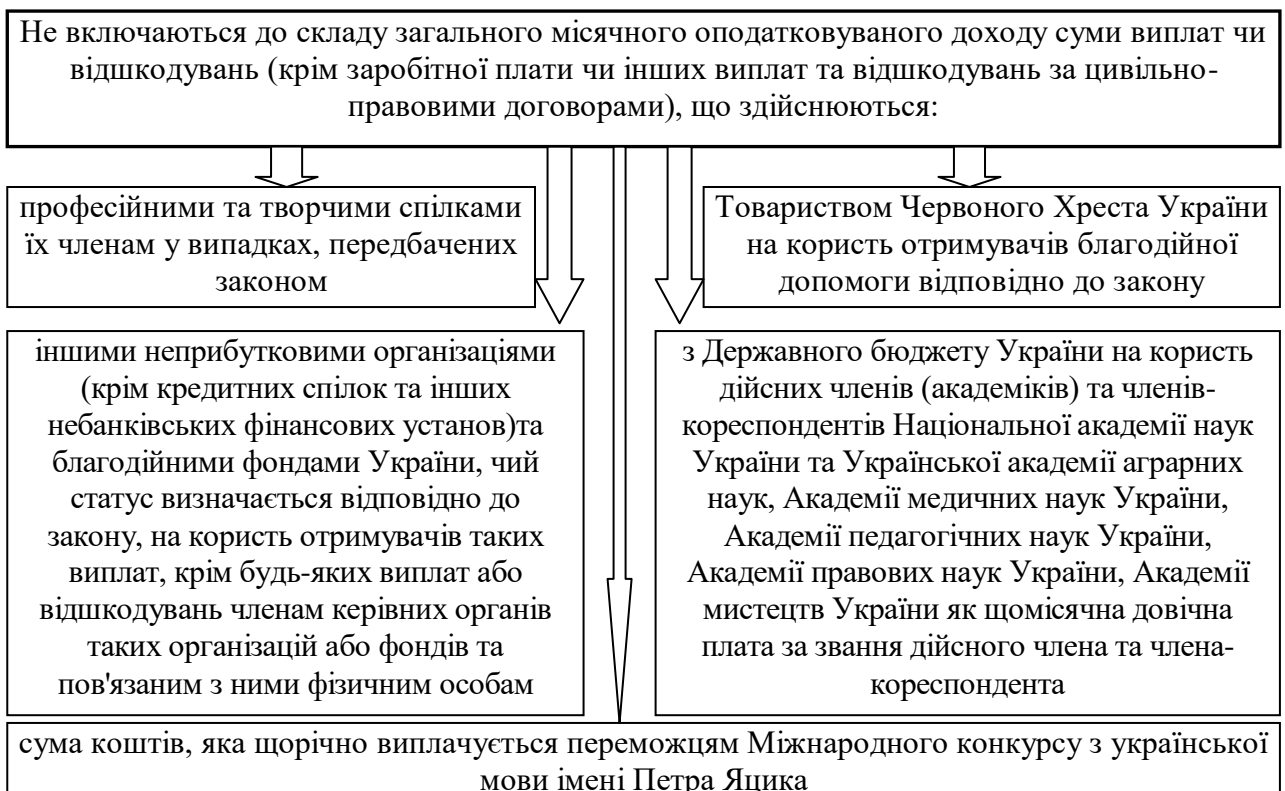 Не включаються до складу загального місячного оподатковуваного доходу суми виплат чи
відшкодувань (крім заробітної плати чи інших виплат та відшкодувань за цивільно-
правовими договорами), що здійснюються:
професійними та творчими спілками
їх членам у випадках, передбачених
законом
Товариством Червоного Хреста України
на користь отримувачів благодійної
допомоги відповідно до закону
іншими неприбутковими організаціями
(крім кредитних спілок та інших
небанківських фінансових установ)та
благодійними фондами України, чий
статус визначається відповідно до
закону, на користь отримувачів таких
виплат, крім будь-яких виплат або
відшкодувань членам керівних органів
таких організацій або фондів та
пов'язаним з ними фізичним особам
з Державного бюджету України на користь
дійсних членів (академіків) та членів-
кореспондентів Національної академії наук
України та Української академії аграрних
наук, Академії медичних наук України,
Академії педагогічних наук України,
Академії правових наук України, Академії
мистецтв України як щомісячна довічна
плата за звання дійсного члена та члена-
кореспондента
сума коштів, яка щорічно виплачується переможцям Міжнародного конкурсу з української
мови імені Петра Яцика